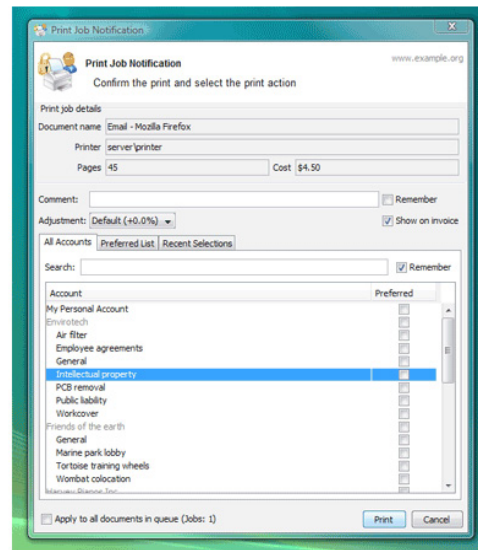 Print Job Notification
Print Job Notification
www.example.org
Confirm the print and select the print action
Print job details
Document name Email - Mozilla Firefox
Printer server\printer
Pages 45 Cost $4.50
Comment: Remember
Adjustment: Default (+0.0%) Show on invoice
All Accounts Preferred List Recent Selections
Search: Remember
Account Preferred
My Personal Account
Envirotech
Air filter
Employee agreements
General
Intellectual property
PCB removal
Public liability
Workcover
Friends of the earth
General
Marine park lobby
Tortoise training wheels
Wombat colocation
Apply to all documents in queue (Jobs: 1) Print Cancel